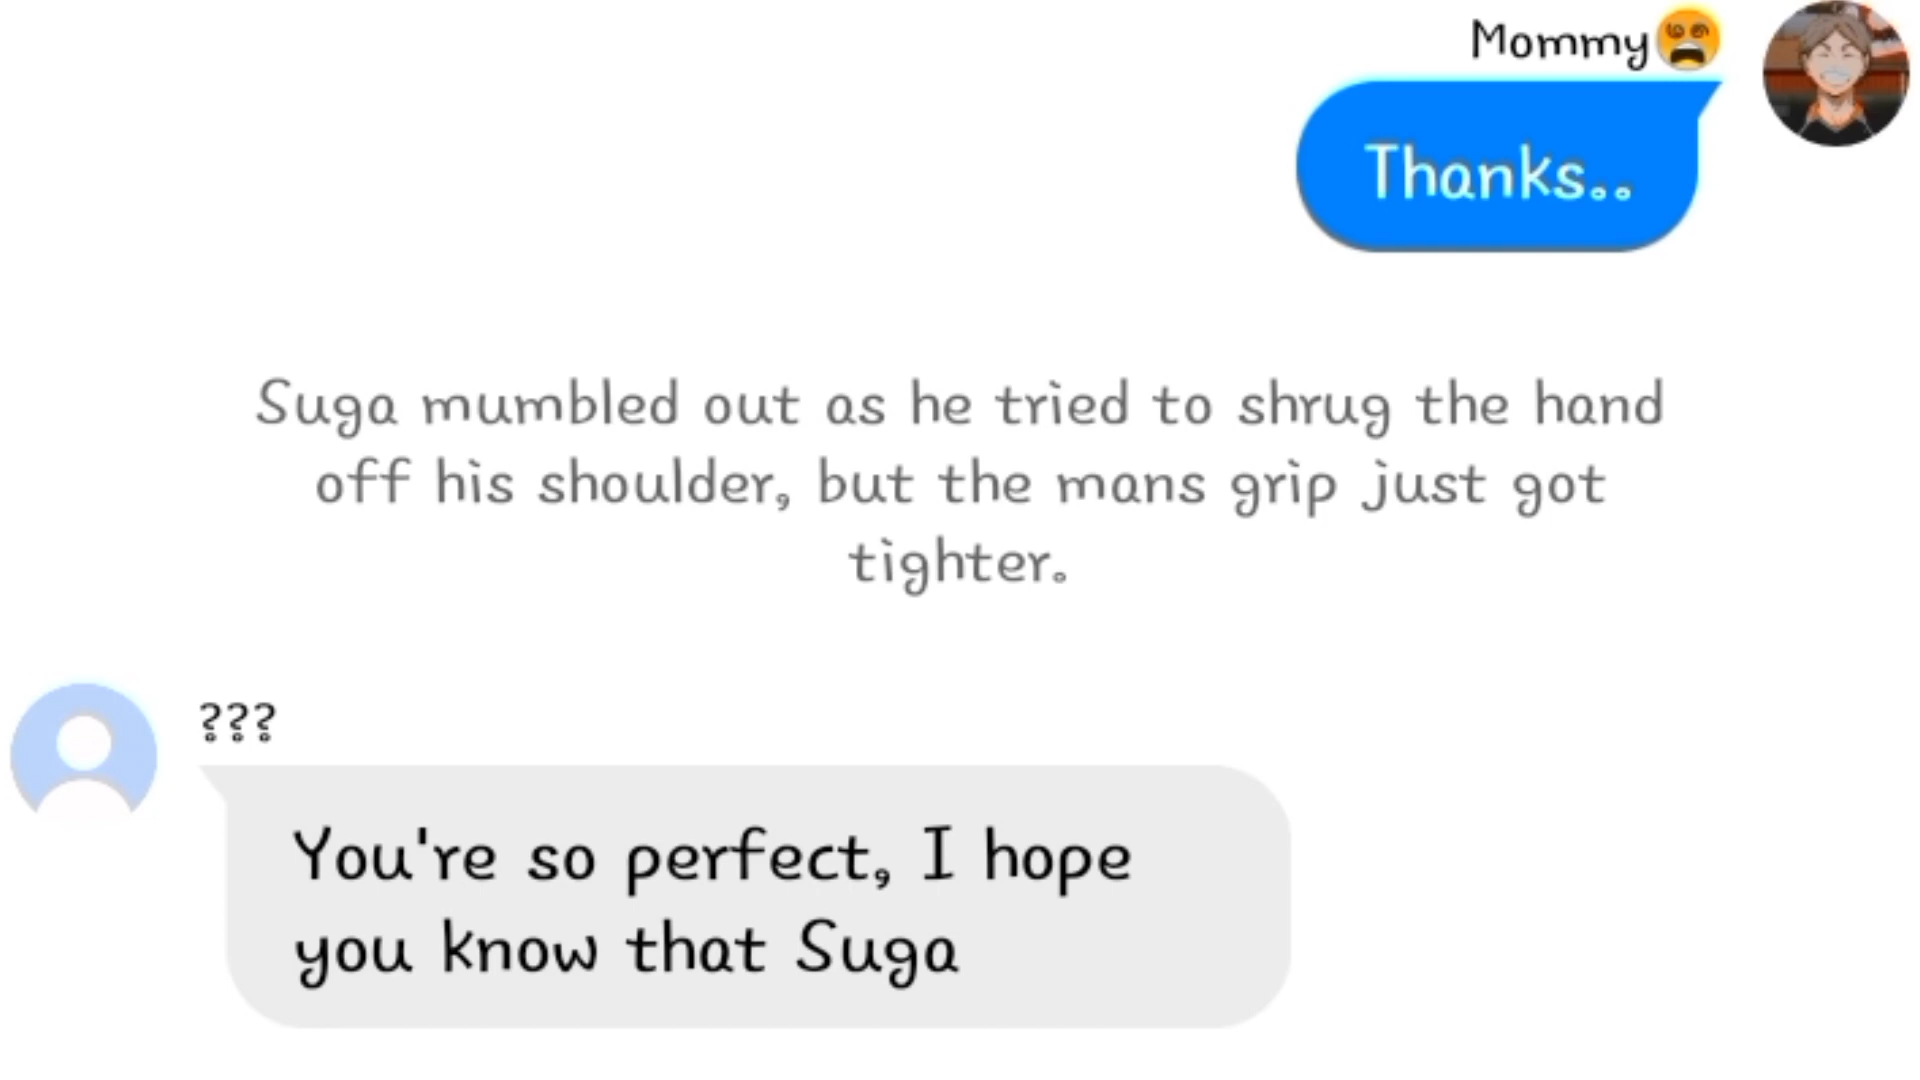 Mommy😩
Thanks..
Suga mumbled out as he tried to shrug the hand
off his shoulder, but the mans grip just got
tighter.
???
You're so perfect, I hope
you know that Suga